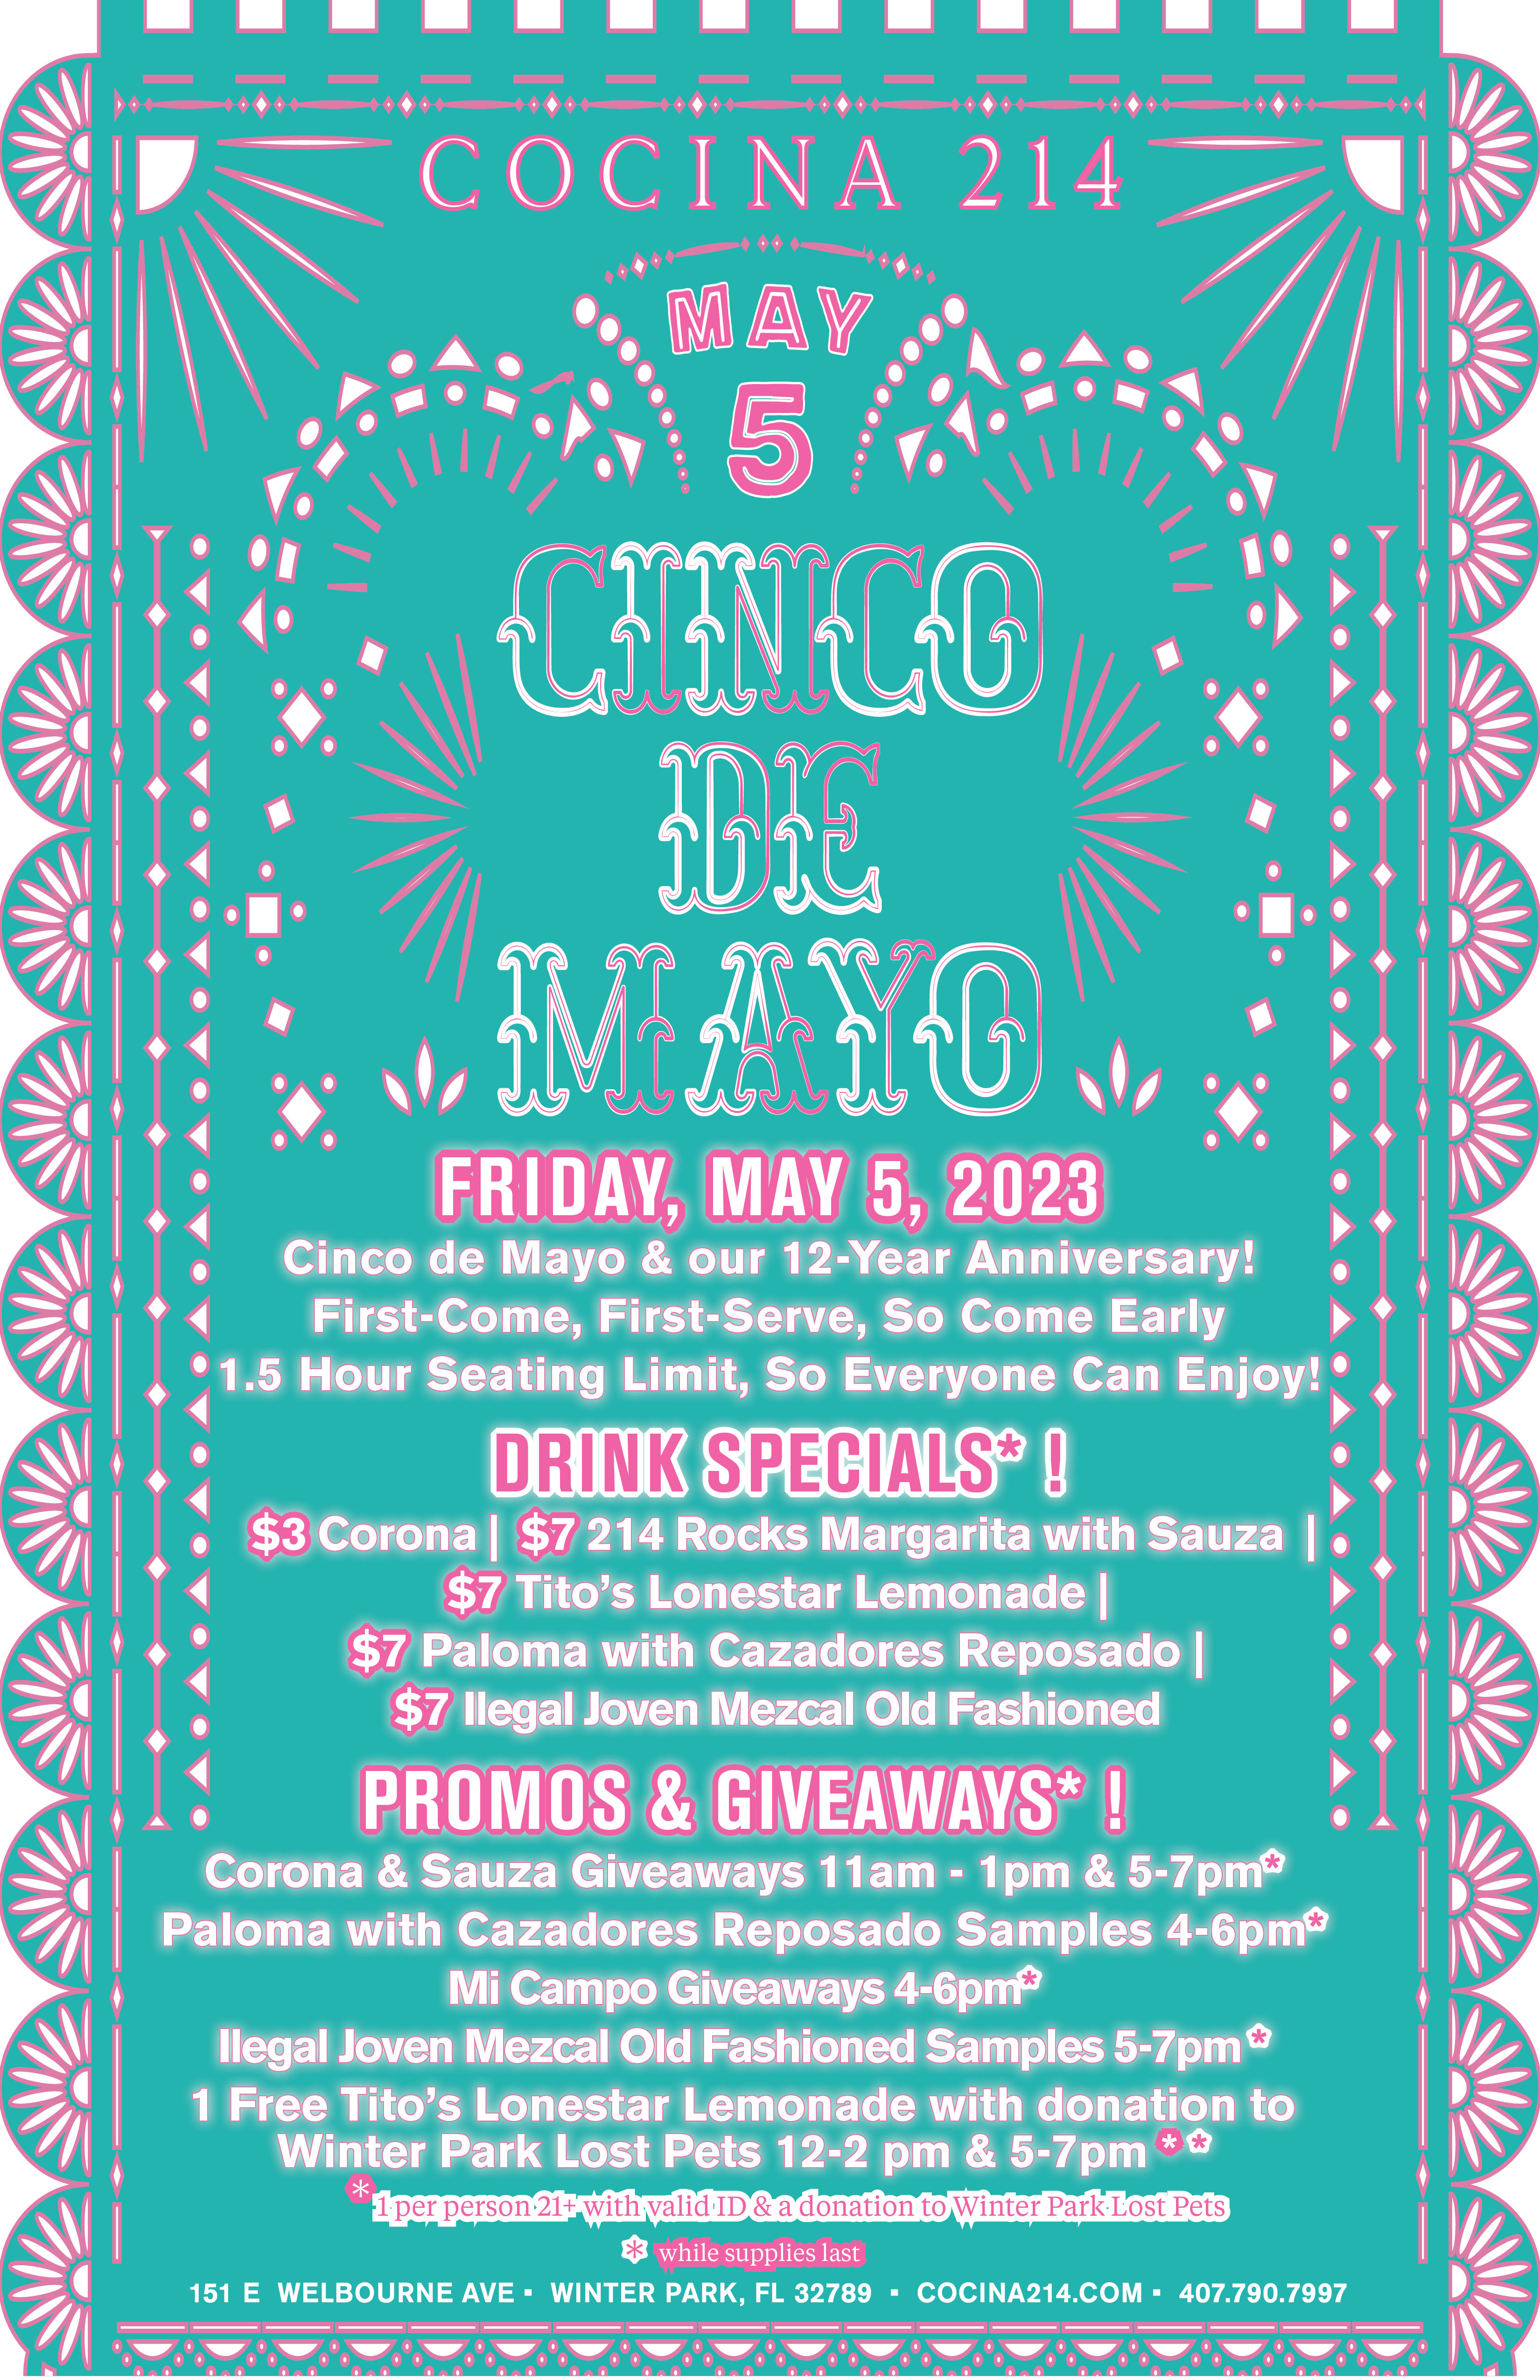 COCINA 214
MAY
5
CINCO
DE
MAYO
FRIDAY, MAY 5, 2023
Cinco de Mayo & our 12-Year Anniversary!
First-Come, First-Serve, So Come Early
1.5 Hour Seating Limit, So Everyone Can Enjoy!
DRINK SPECIALS* !
$3 Corona | $7 214 Rocks Margarita with Sauza |
$7 Tito’s Lonestar Lemonade |
$7 Paloma with Cazadores Reposado |
$7 Ilegal Joven Mezcal Old Fashioned
PROMOS & GIVEAWAYS* !
Corona & Sauza Giveaways 11am - 1pm & 5-7pm*
Paloma with Cazadores Reposado Samples 4-6pm*
Mi Campo Giveaways 4-6pm*
Ilegal Joven Mezcal Old Fashioned Samples 5-7pm*
1 Free Tito’s Lonestar Lemonade with donation to
Winter Park Lost Pets 12-2 pm & 5-7pm **
*1 per person 21+ with valid ID & a donation to Winter Park Lost Pets
* while supplies last
151 E WELBOURNE AVE ▪ WINTER PARK, FL 32789 ▪ COCINA214.COM ▪ 407.790.7997